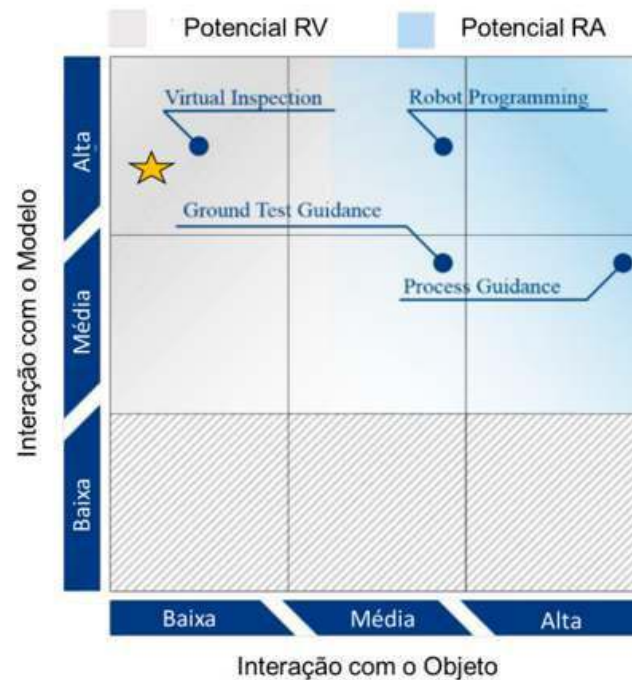 Potencial RV
Potencial RA
Interação com o Modelo
Alta
Média
Baixa
Virtual Inspection
Robot Programming
Ground Test Guidance
Process Guidance
Baixa
Média
Alta
Interação com o Objeto